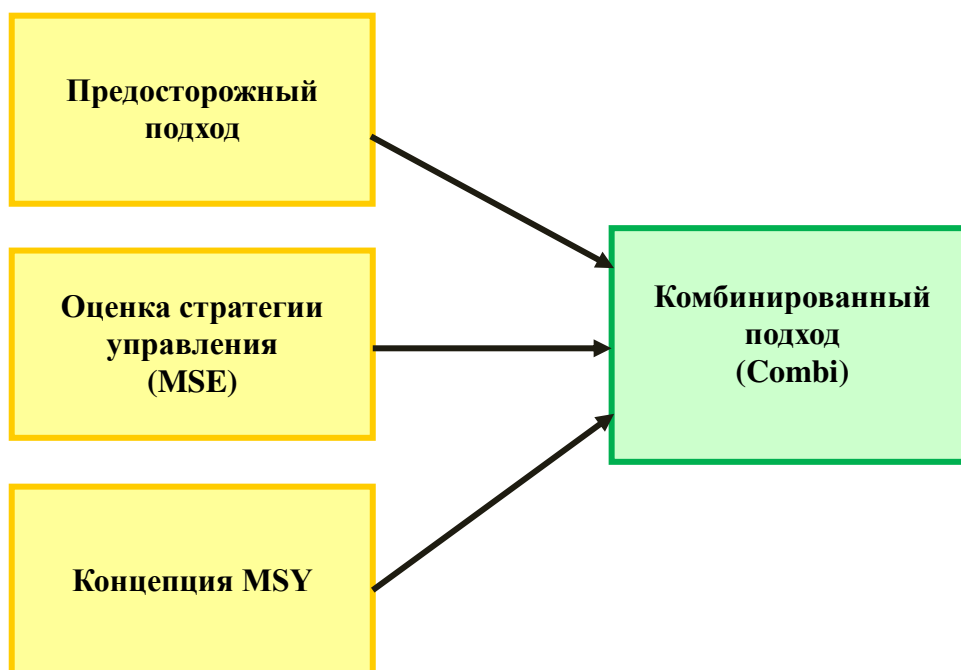 Предосторожный
подход
Оценка стратегии
управления
(MSE)
Концепция MSY
Комбинированный
подход
(Combi)